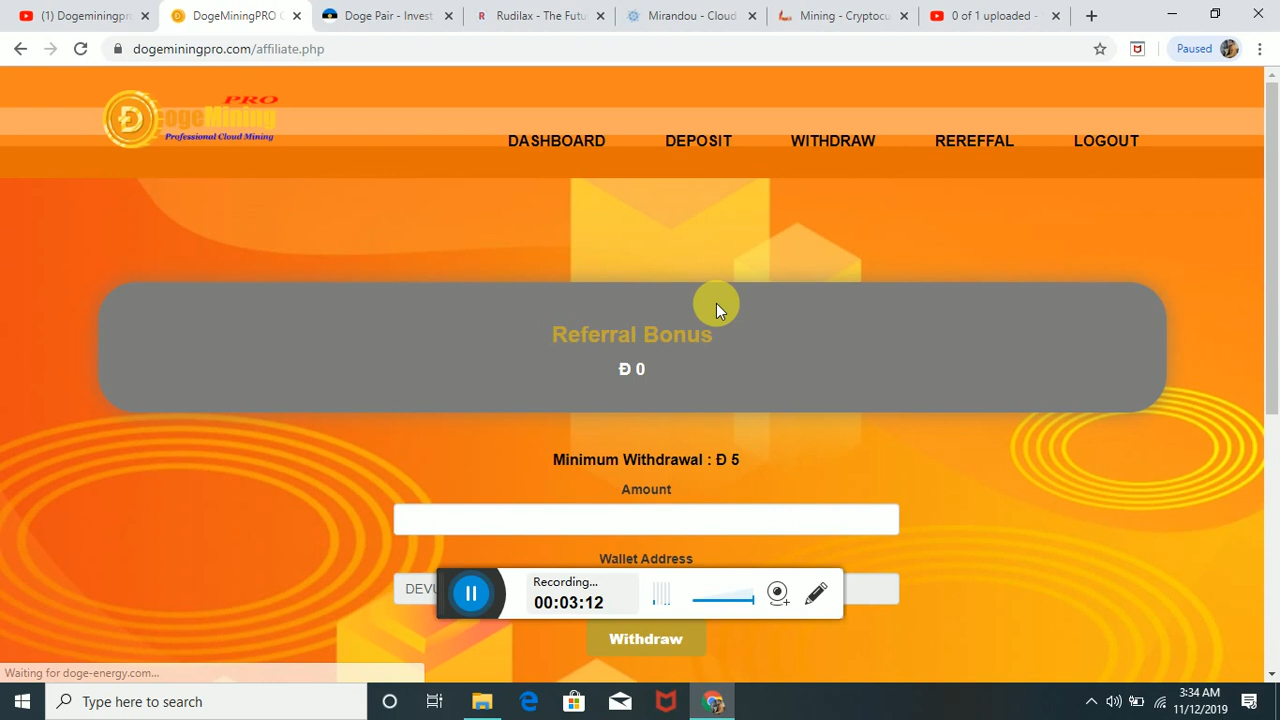 (1) Dogeminingpro
DogeMiningPRO C
Doge Pair - Invest
Rudilax - The Futu
Mirandou - Cloud
Mining - Cryptocu
0 of 1 uploaded -
dogeminingpro.com/affiliate.php
Paused
PRO
DogeMining
Professional Cloud Mining
DASHBOARD
DEPOSIT
WITHDRAW
REREFFAL
LOGOUT
Referral Bonus
Đ 0
Minimum Withdrawal : Đ 5
Amount
Wallet Address
DEVU
Recording...
00:03:12
Withdraw
Waiting for doge-energy.com...
Type here to search
3:34 AM
11/12/2019